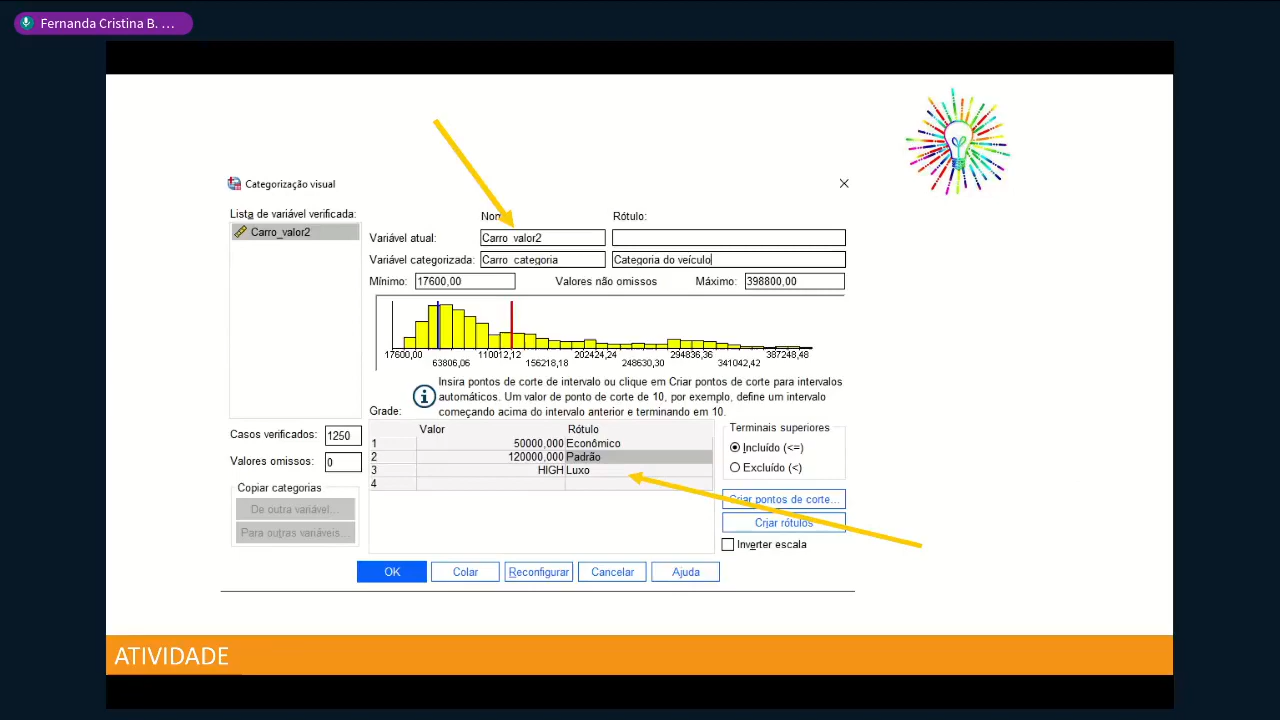 Fernanda Cristina B. ...
Categorização visual
Lista de variável verificada:
Carro_valor2
Rótulo:
Variável atual: Carro valor2
Variável categorizada: Carro categoria Categoria do veículo
Mínimo: 17600,00 Valores não omissos Máximo: 398800,00
17600,00 110012,12 202424,24 294836,36 387248,48
63806,06 156218,18 248630,30 341042,42
Insira pontos de corte de intervalo ou clique em Criar pontos de corte para intervalos
automáticos. Um valor de ponto de corte de 10, por exemplo, define um intervalo
começando acima do intervalo anterior e terminando em 10.
Grade:
Valor Rótulo
1 50000,000 Econômico
2 120000,000 Padrão
3 HIGH Luxo
4
Casos verificados: 1250
Valores omissos: 0
Copiar categorias
De outra variável...
Para outras variáveis...
Terminais superiores
Incluído (<=)
Excluído (<)
Criar pontos de corte...
Criar rótulos
Inverter escala
OK Colar Reconfigurar Cancelar Ajuda
ATIVIDADE